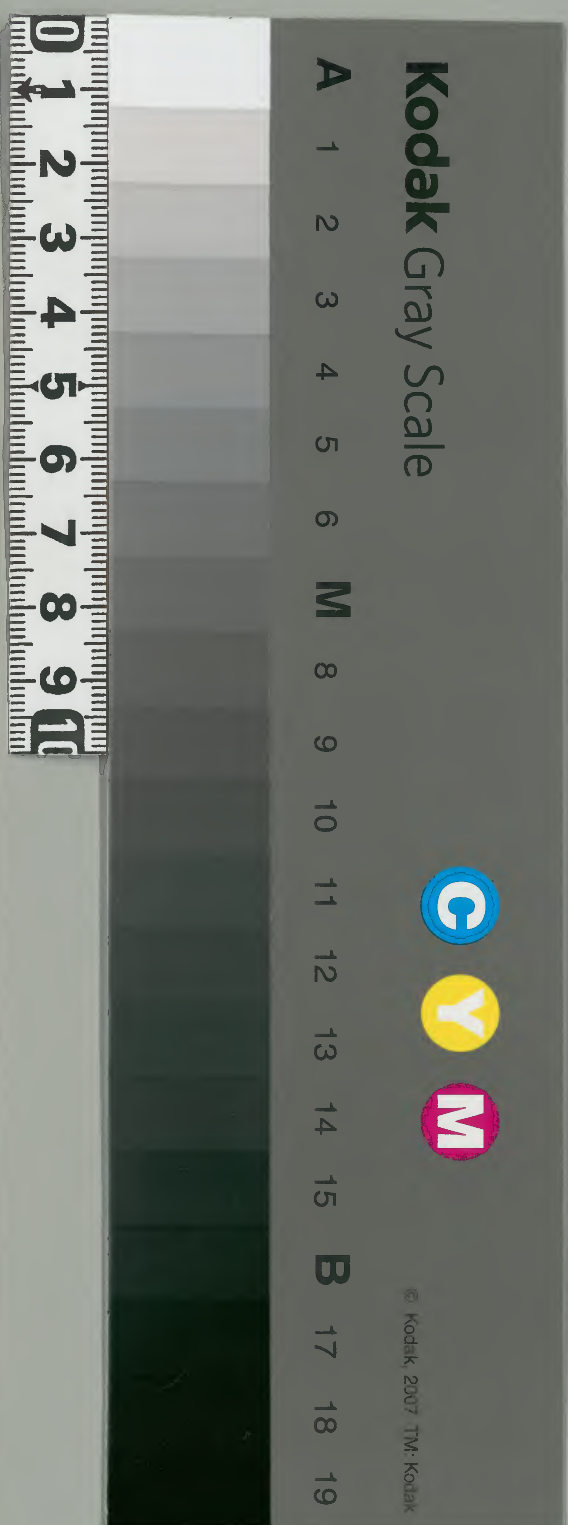 Kodak Gray Scale
C Y M
© Kodak, 2007 TM: Kodak
A 1 2 3 4 5 6 M 8 9 10 11 12 13 14 15 B 17 18 19
0 1 2 3 4 5 6 7 8 9 10